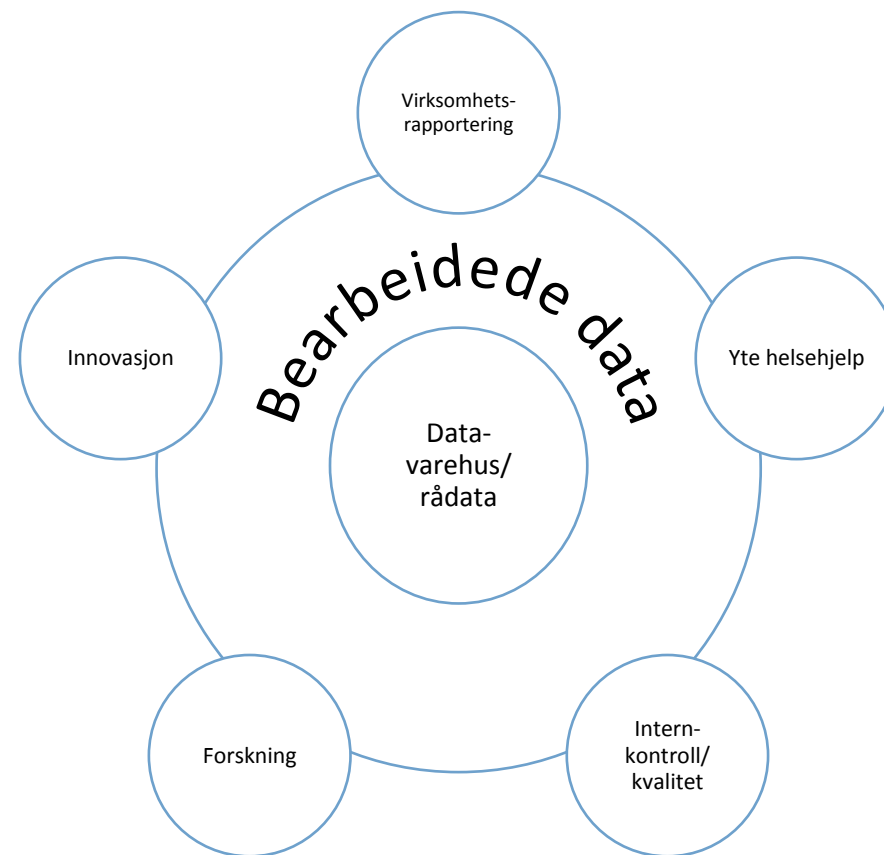 Virksomhets-
rapportering
Bearbeidede data
Innovasjon
Yte helsehjelp
Data-
varehus/
rådata
Forskning
Intern-
kontroll/
kvalitet